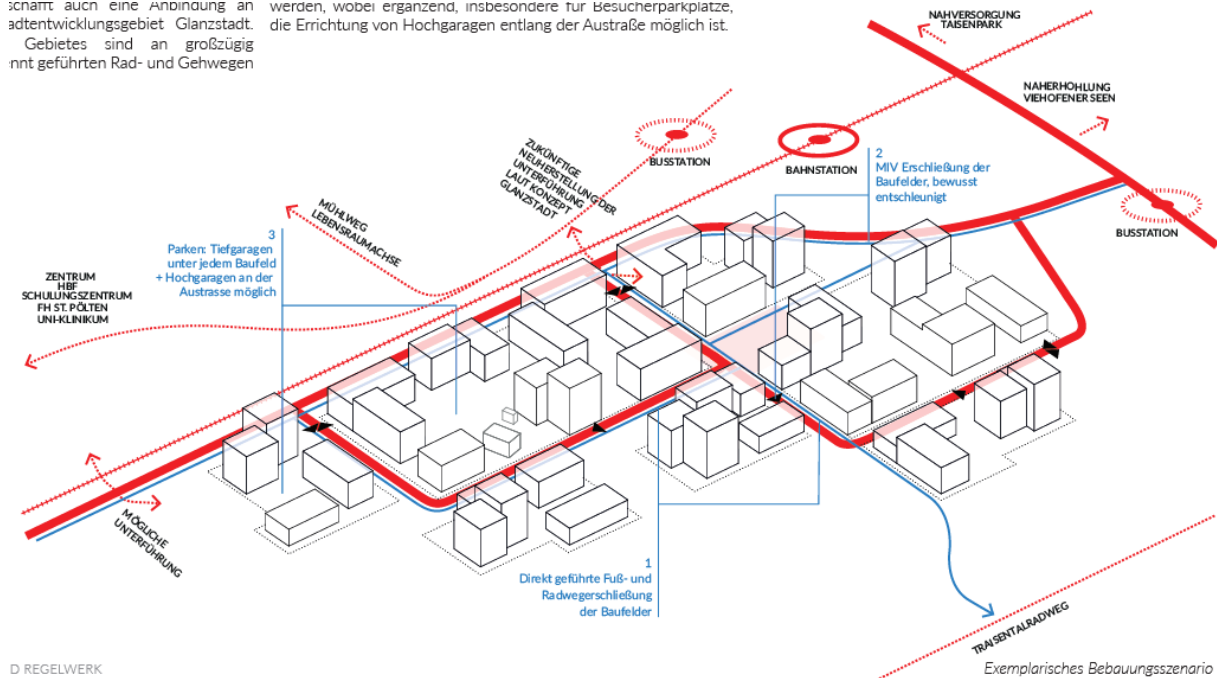 schafft auch eine Anbindung an
adtentwicklungsgebiet Glanzstadt.
Gebietes sind an großzügig
ennt geführten Rad- und Gehwegen
werden, wobei ergänzend, insbesondere für Besucherparkplätze,
die Errichtung von Hochgaragen entlang der Austraße möglich ist.
NAHVERSORGUNG
TAISENPARK
NAHERHOHLUNG
VIEHOFENER SEEN
BUSSTATION
BAHNSTATION
2
MIV Erschließung der
Baufelder, bewusst
entschleunigt
BUSSTATION
ZUKÜNFTIGE
NEUHERSTELLUNG DER
UNTERFÜHRUNG
LAUT KONZEPT
GLANZSTADT
MÜHLWEG
LEBENSRAUMACHSE
3
Parken: Tiefgaragen
unter jedem Baufeld
+ Hochgaragen an der
Austrasse möglich
ZENTRUM
HBF
SCHULUNGSZENTRUM
FH ST. PÖLTEN
UNI-KLINIKUM
MÖGLICHE
UNTERFÜHRUNG
1
Direkt geführte Fuß- und
Radwegerschließung
der Baufelder
TRAISENTALRADWEG
D REGELWERK
Exemplarisches Bebauungsszenario